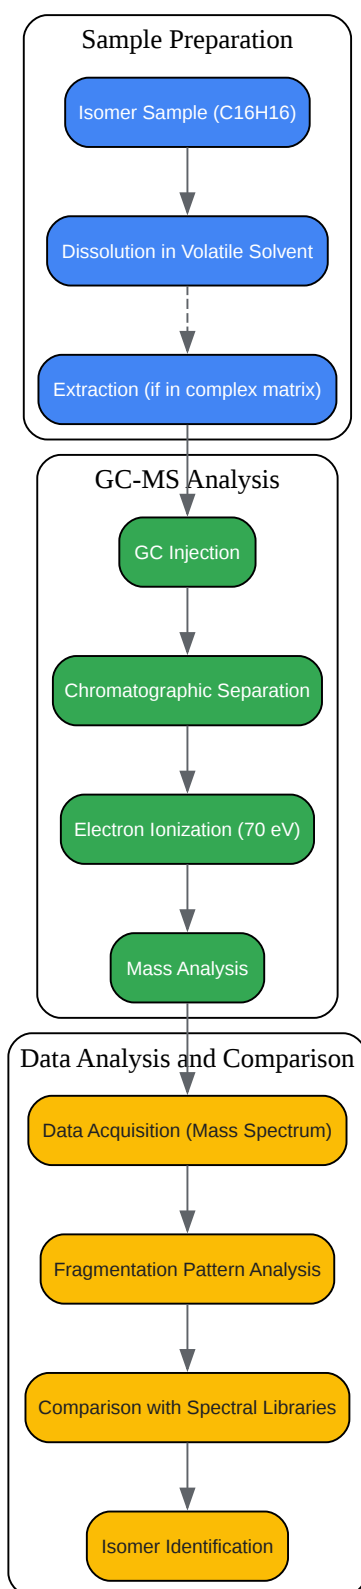 Sample Preparation
Isomer Sample (C16H16)
Dissolution in Volatile Solvent
Extraction (if in complex matrix)
GC-MS Analysis
GC Injection
Chromatographic Separation
Electron Ionization (70 eV)
Mass Analysis
Data Analysis and Comparison
Data Acquisition (Mass Spectrum)
Fragmentation Pattern Analysis
Comparison with Spectral Libraries
Isomer Identification